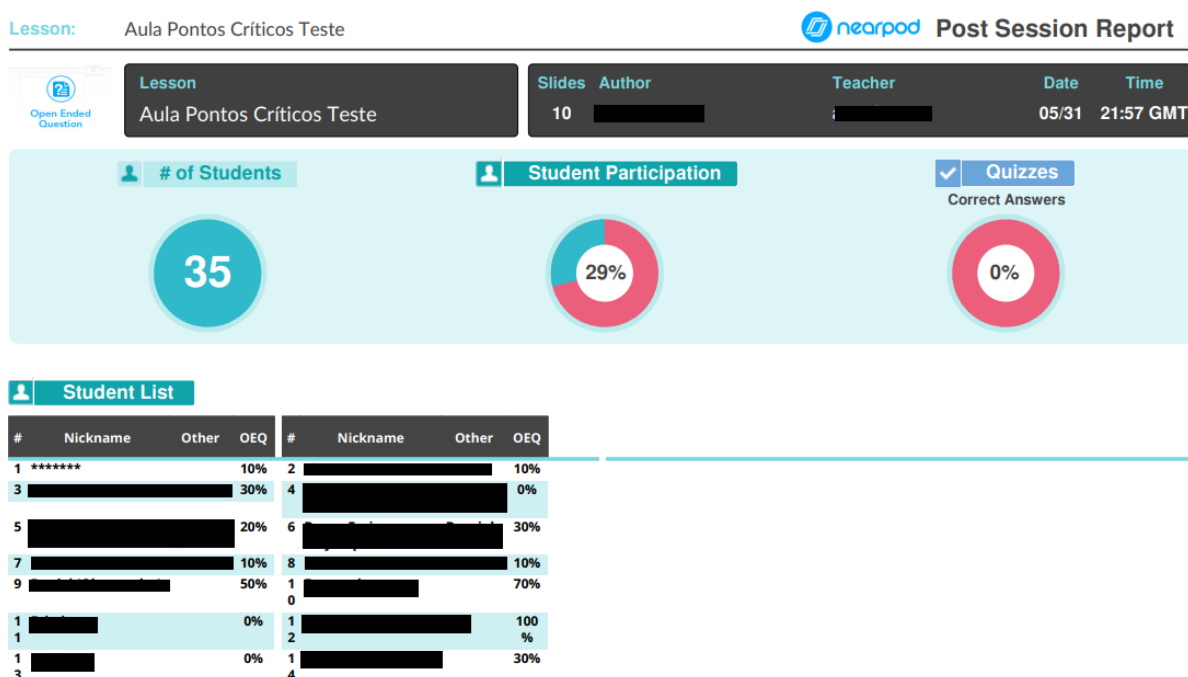 Lesson: Aula Pontos Críticos Teste
nearpod Post Session Report
Open Ended
Question
Lesson
Aula Pontos Críticos Teste
Slides Author Teacher Date Time
10 05/31 21:57 GMT
# of Students
Student Participation
Quizzes
Correct Answers
35
29%
0%
Student List
# Nickname Other OEQ # Nickname Other OEQ
1 ******* 10% 2 10%
3 30% 4 0%
5 20% 6 30%
7 10% 8 10%
9 50% 10 70%
11 0% 12 100%
13 0% 14 30%